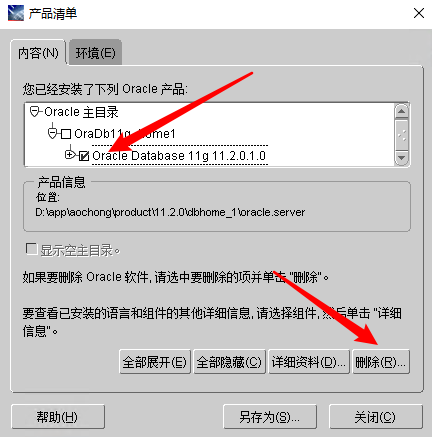 产品清单
内容(N)
环境(E)
您已经安装了下列 Oracle 产品:
Oracle 主目录
OraDb11g_home1
Oracle Database 11g 11.2.0.1.0
产品信息
位置:
D:\app\aochong\product\11.2.0\dbhome_1\oracle.server
显示空主目录。
如果要删除 Oracle 软件, 请选中要删除的项并单击 "删除"。
要查看已安装的语言和组件的其他详细信息, 请选择组件, 然后单击 "详细
信息"。
全部展开(E) 全部隐藏(C) 详细资料(D)... 删除(R)...
帮助(H) 另存为(S)... 关闭(C)